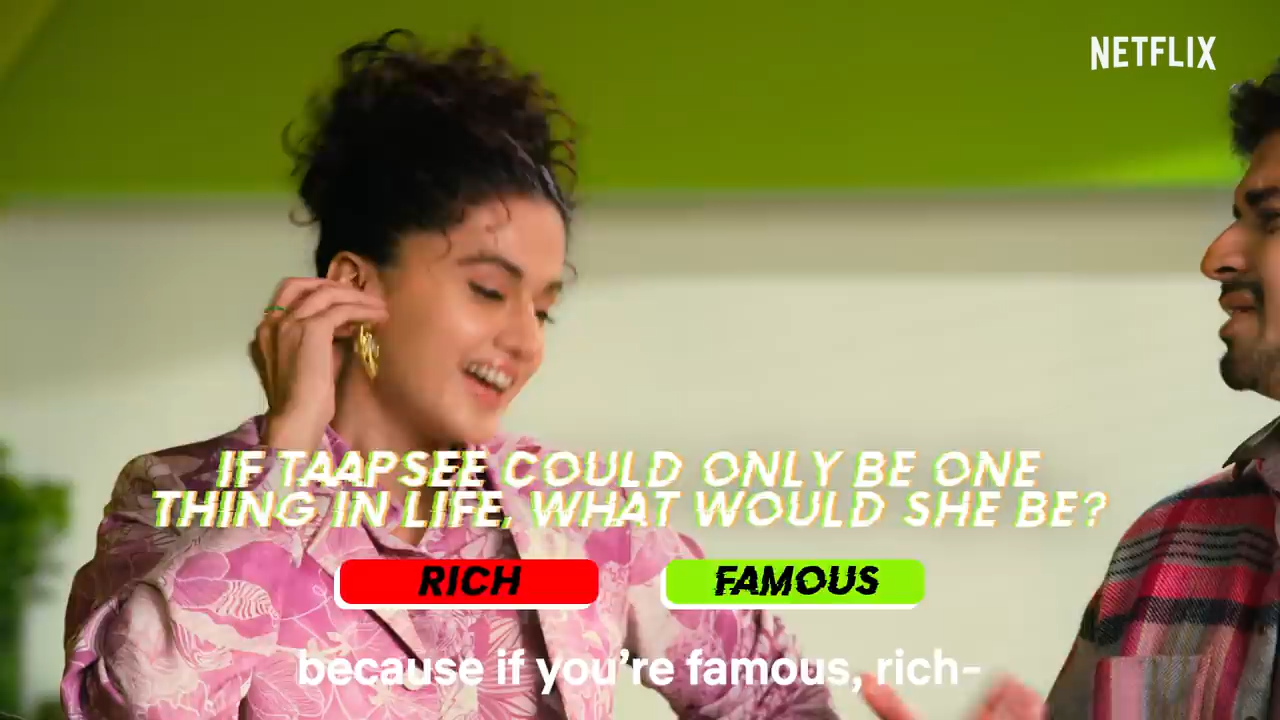 NETFLIX
IF TAAPSEE COULD ONLY BE ONE
THING IN LIFE, WHAT WOULD SHE BE?
RICH
FAMOUS
because if you're famous, rich-